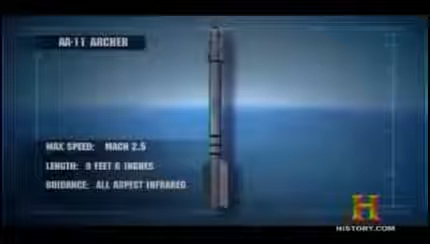 AA-11 ARCHER
MAX SPEED: MACH 2.5
LENGTH: 9 FEET 6 INCHES
GUIDANCE: ALL ASPECT INFRARED
H
HISTORY.COM